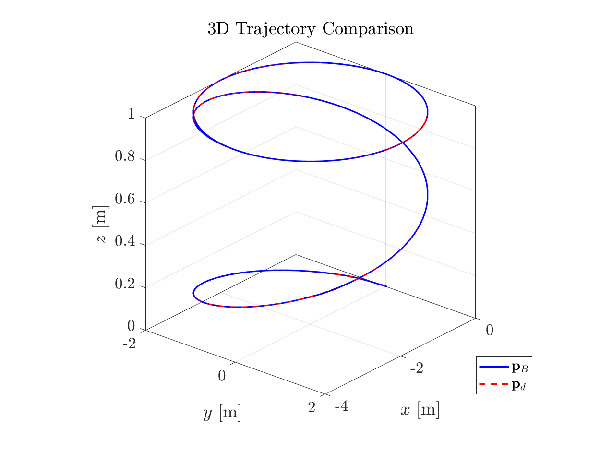 3D Trajectory Comparison
1
0.8
0.6
0.4
0.2
0
z [m]
-2
0
2
y [m]
-4
-2
0
x [m]
p_B
p_d